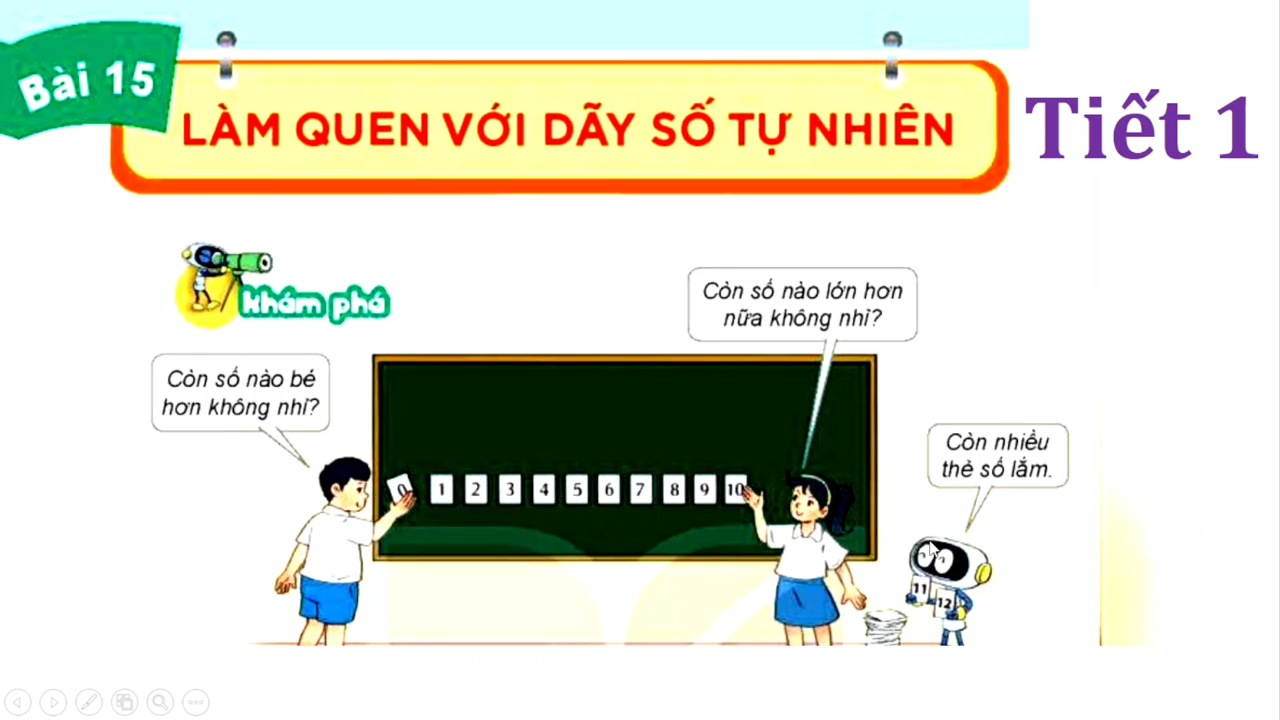 Bài 15
LÀM QUEN VỚI DÃY SỐ TỰ NHIÊN
Tiết 1
khám phá
Còn số nào lớn hơn
nữa không nhỉ?
Còn số nào bé
hơn không nhỉ?
Còn nhiều
thẻ số lắm.
0 1 2 3 4 5 6 7 8 9 10
11 12